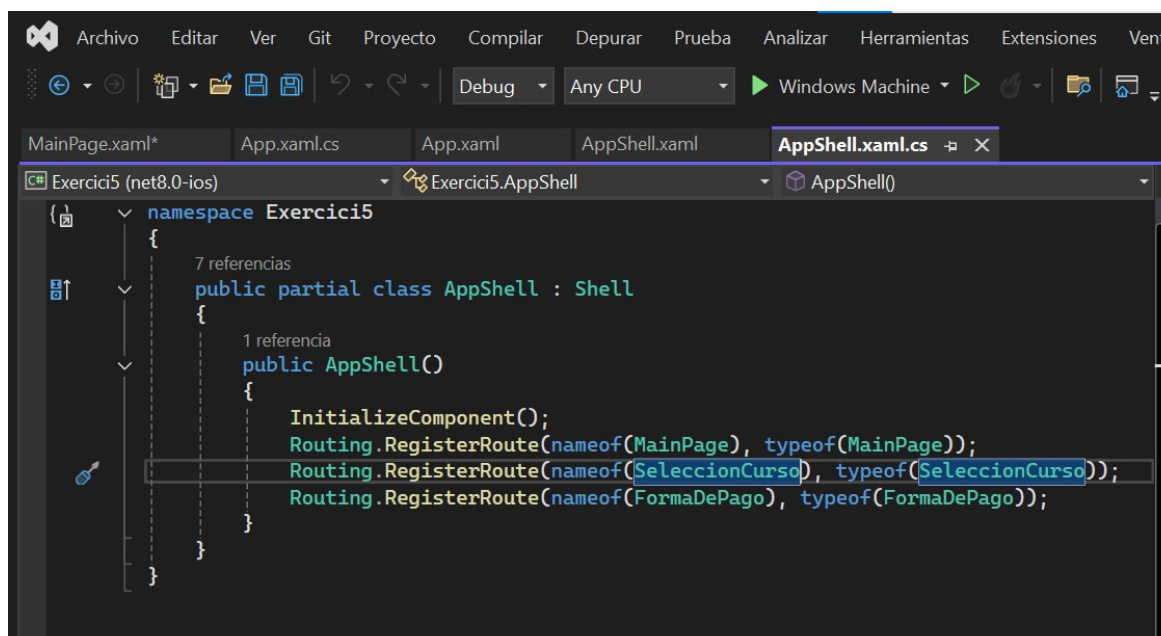 Archivo Editar Ver Git Proyecto Compilar Depurar Prueba Analizar Herramientas Extensiones Vent
Debug Any CPU Windows Machine
MainPage.xaml* App.xaml.cs App.xaml AppShell.xaml AppShell.xaml.cs
C# Exercici5 (net8.0-ios) Exercici5.AppShell AppShell()
namespace Exercici5
{
7 referencias
public partial class AppShell : Shell
{
1 referencia
public AppShell()
{
InitializeComponent();
Routing.RegisterRoute(nameof(MainPage), typeof(MainPage));
Routing.RegisterRoute(nameof(SeleccionCurso), typeof(SeleccionCurso));
Routing.RegisterRoute(nameof(FormaDePago), typeof(FormaDePago));
}
}
}